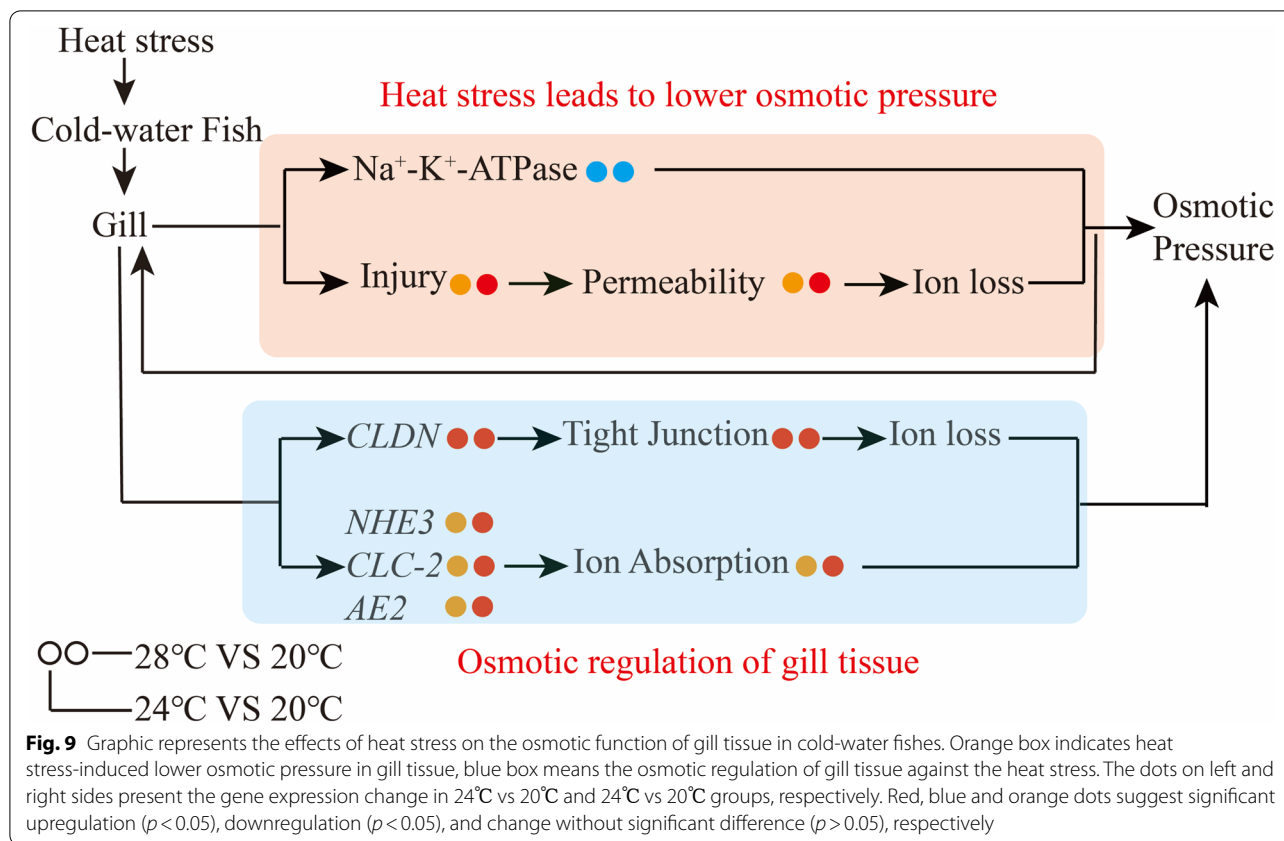 Heat stress
Heat stress leads to lower osmotic pressure
Cold-water Fish
Na⁺-K⁺-ATPase
Gill
Osmotic
Pressure
Injury
Permeability
Ion loss
CLDN
Tight Junction
Ion loss
NHE3
CLC-2
Ion Absorption
AE2
28℃ VS 20℃
24℃ VS 20℃
Osmotic regulation of gill tissue
Fig. 9 Graphic represents the effects of heat stress on the osmotic function of gill tissue in cold-water fishes. Orange box indicates heat
stress-induced lower osmotic pressure in gill tissue, blue box means the osmotic regulation of gill tissue against the heat stress. The dots on left and
right sides present the gene expression change in 24℃ vs 20℃ and 24℃ vs 20℃ groups, respectively. Red, blue and orange dots suggest significant
upregulation (p < 0.05), downregulation (p < 0.05), and change without significant difference (p > 0.05), respectively